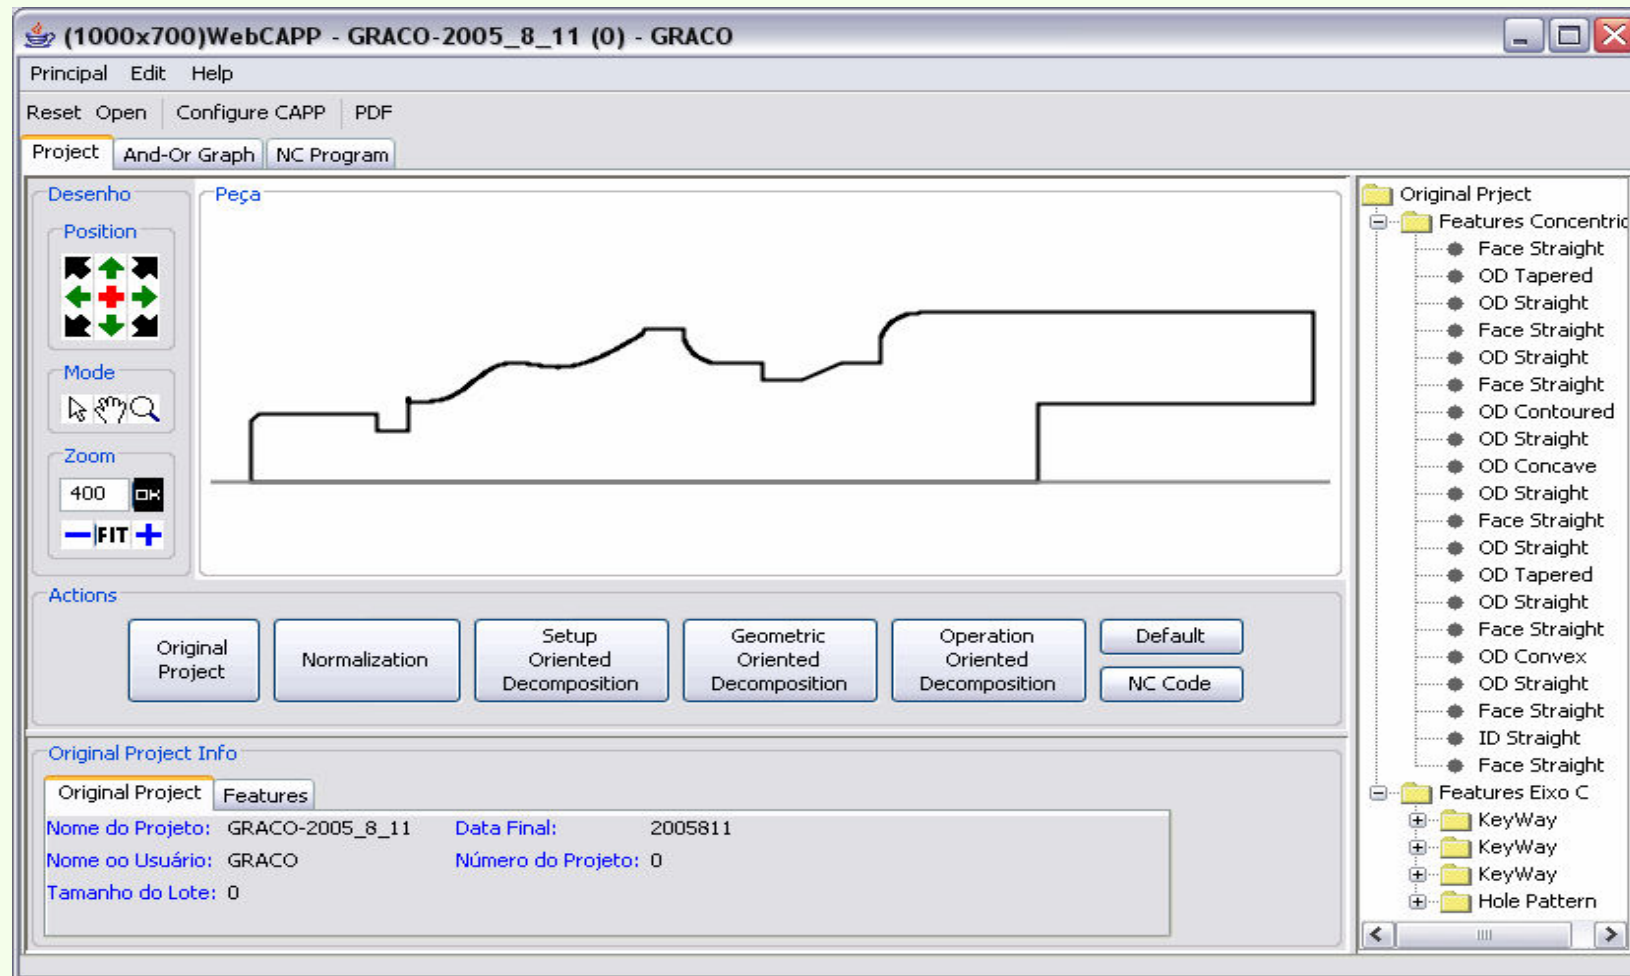 (1000x700)WebCAPP - GRACO-2005_8_11 (0) - GRACO
Principal Edit Help
Reset Open Configure CAPP PDF
Project And-Or Graph NC Program
Desenho
Position
Mode
Zoom
400 OK
FIT
Peça
Actions
Original
Project
Normalization
Setup
Oriented
Decomposition
Geometric
Oriented
Decomposition
Operation
Oriented
Decomposition
Default
NC Code
Original Project Info
Original Project Features
Nome do Projeto: GRACO-2005_8_11 Data Final: 2005811
Nome oo Usuário: GRACO Número do Projeto: 0
Tamanho do Lote: 0
Original Prject
Features Concentric
Face Straight
OD Tapered
OD Straight
Face Straight
OD Straight
Face Straight
OD Contoured
OD Straight
OD Concave
OD Straight
Face Straight
OD Straight
OD Tapered
OD Straight
Face Straight
OD Convex
OD Straight
Face Straight
ID Straight
Face Straight
Features Eixo C
KeyWay
KeyWay
KeyWay
Hole Pattern